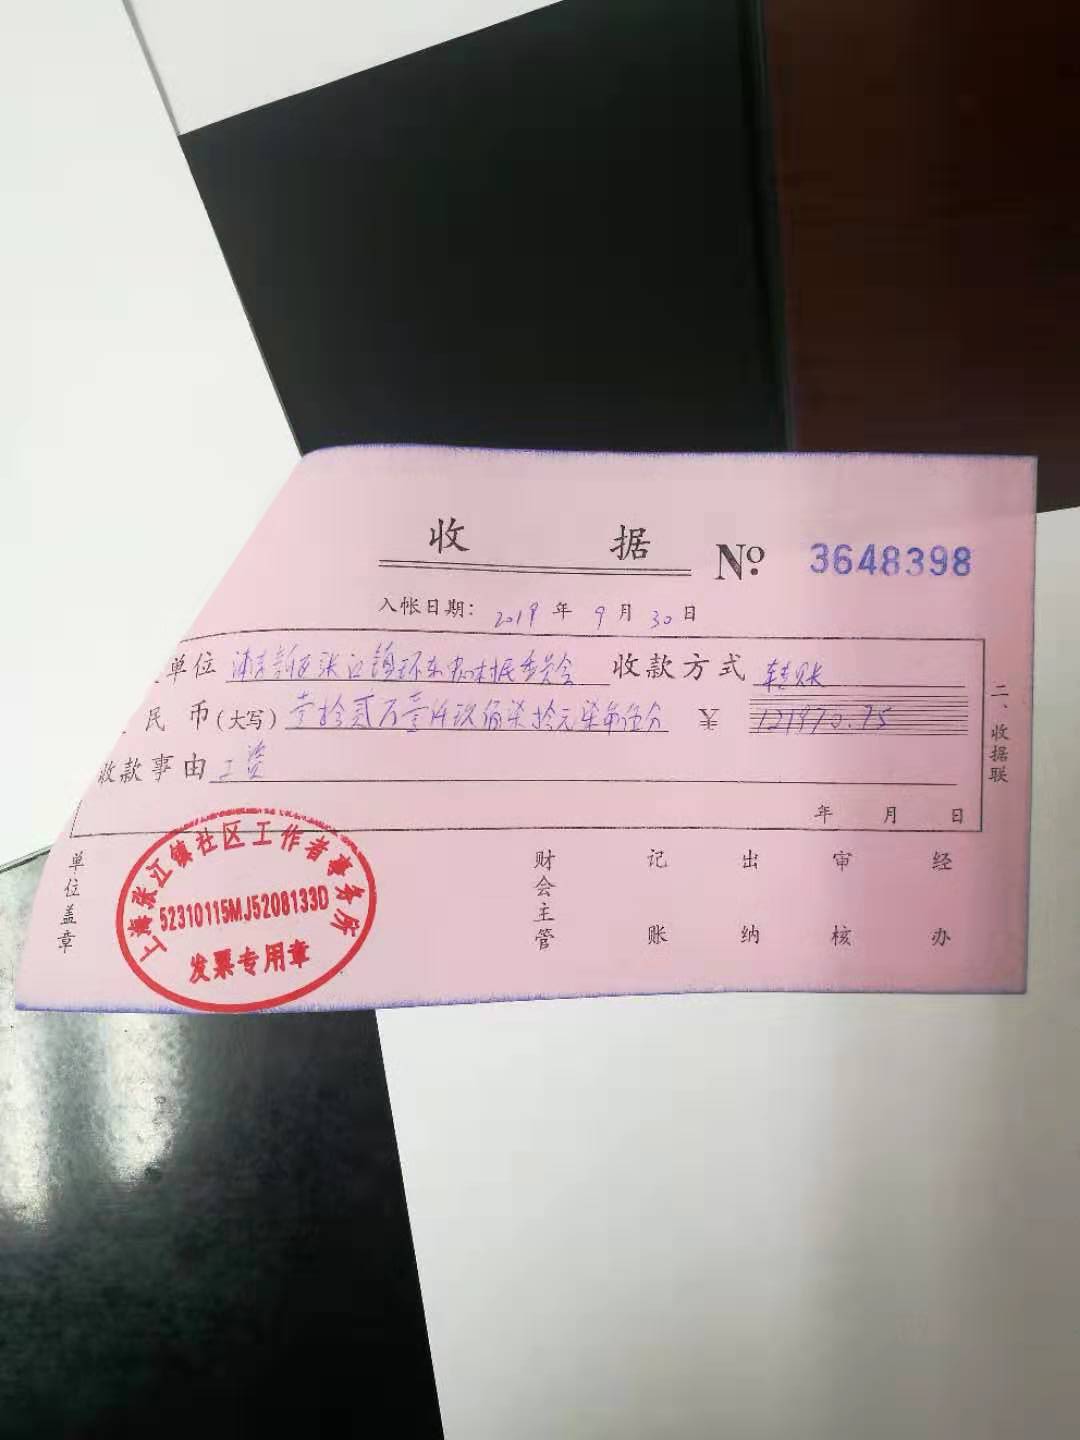 收 据 No. 3648398
入帐日期： 2019 年 9 月 30 日
单位 浦东新区张江镇环东中心村民委员会 收款方式 转账
民 币(大写) 壹拾贰万壹仟玖佰柒拾元柒角伍分 ¥ 121970.75
收款事由 工资
年 月 日
二、收据联
单位盖章 财会主管 记账 出纳 审核 经办
上海张江镇社区工作者事务所
52310115MJ5208133D
发票专用章